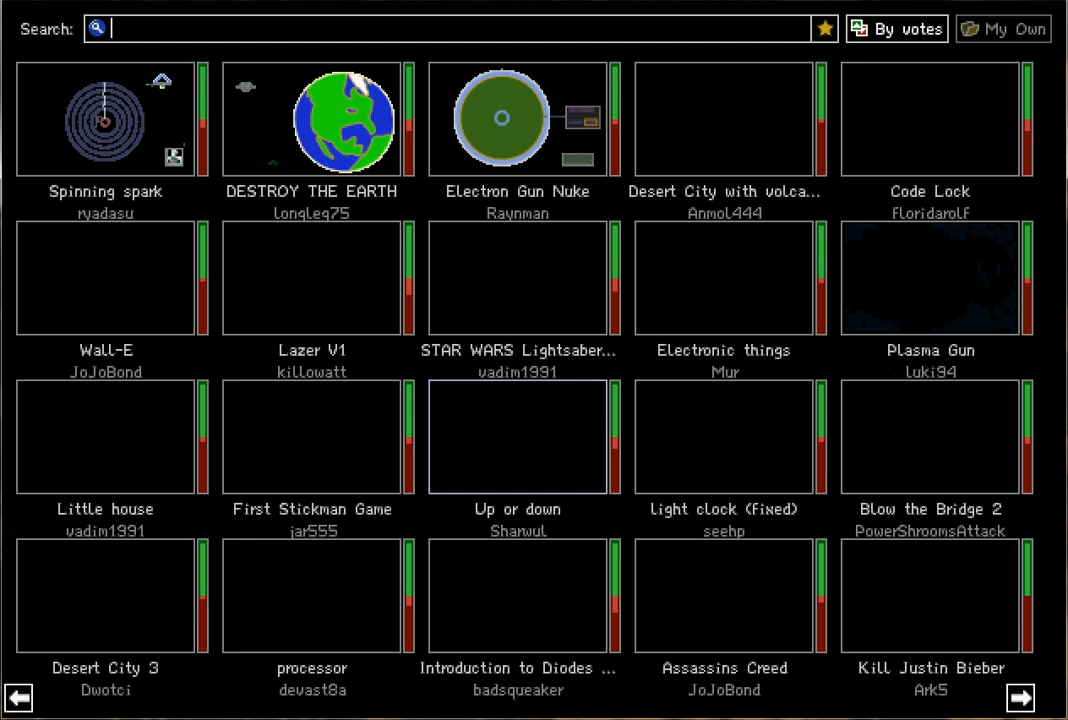 Search:
By votes
My Own
Spinning spark
DESTROY THE EARTH
Electron Gun Nuke
Desert City with volca...
Code Lock
ryadasu
longleg75
Raynman
Anmol444
floridarolf
Wall-E
Lazer V1
STAR WARS Lightsaber...
Electronic things
Plasma Gun
JoJoBond
killowatt
vadim1991
Mur
luki94
Little house
First Stickman Game
Up or down
light clock (fixed)
Blow the Bridge 2
vadim1991
jar555
Sharwul
seehp
PowerShroomsAttack
Desert City 3
processor
Introduction to Diodes ...
Assassins Creed
Kill Justin Bieber
Dwotci
devast8a
badsqueaker
JoJoBond
Ark5